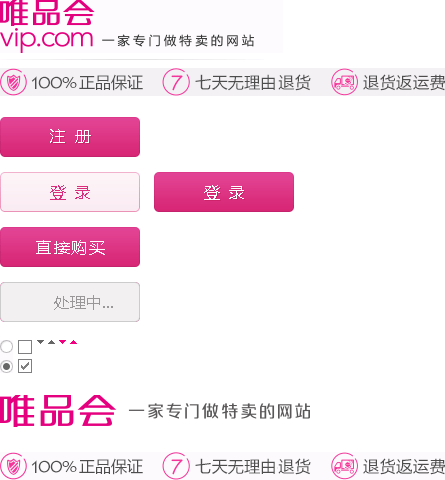 唯品会
vip.com 一家专门做特卖的网站
100%正品保证 7 七天无理由退货 退货返运费
注 册
登 录 登 录
直接购买
处理中...
唯品会 一家专门做特卖的网站
100%正品保证 7 七天无理由退货 退货返运费